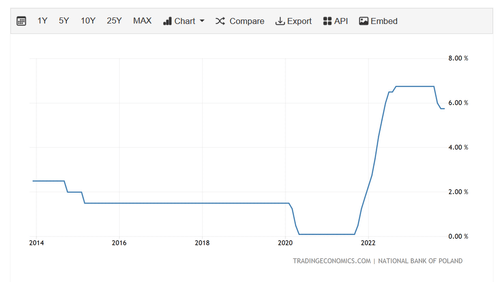 1Y 5Y 10Y 25Y MAX Chart Compare Export API Embed
8.00 %
6.00 %
4.00 %
2.00 %
0.00 %
2014 2016 2018 2020 2022
TRADINGECONOMICS.COM | NATIONAL BANK OF POLAND